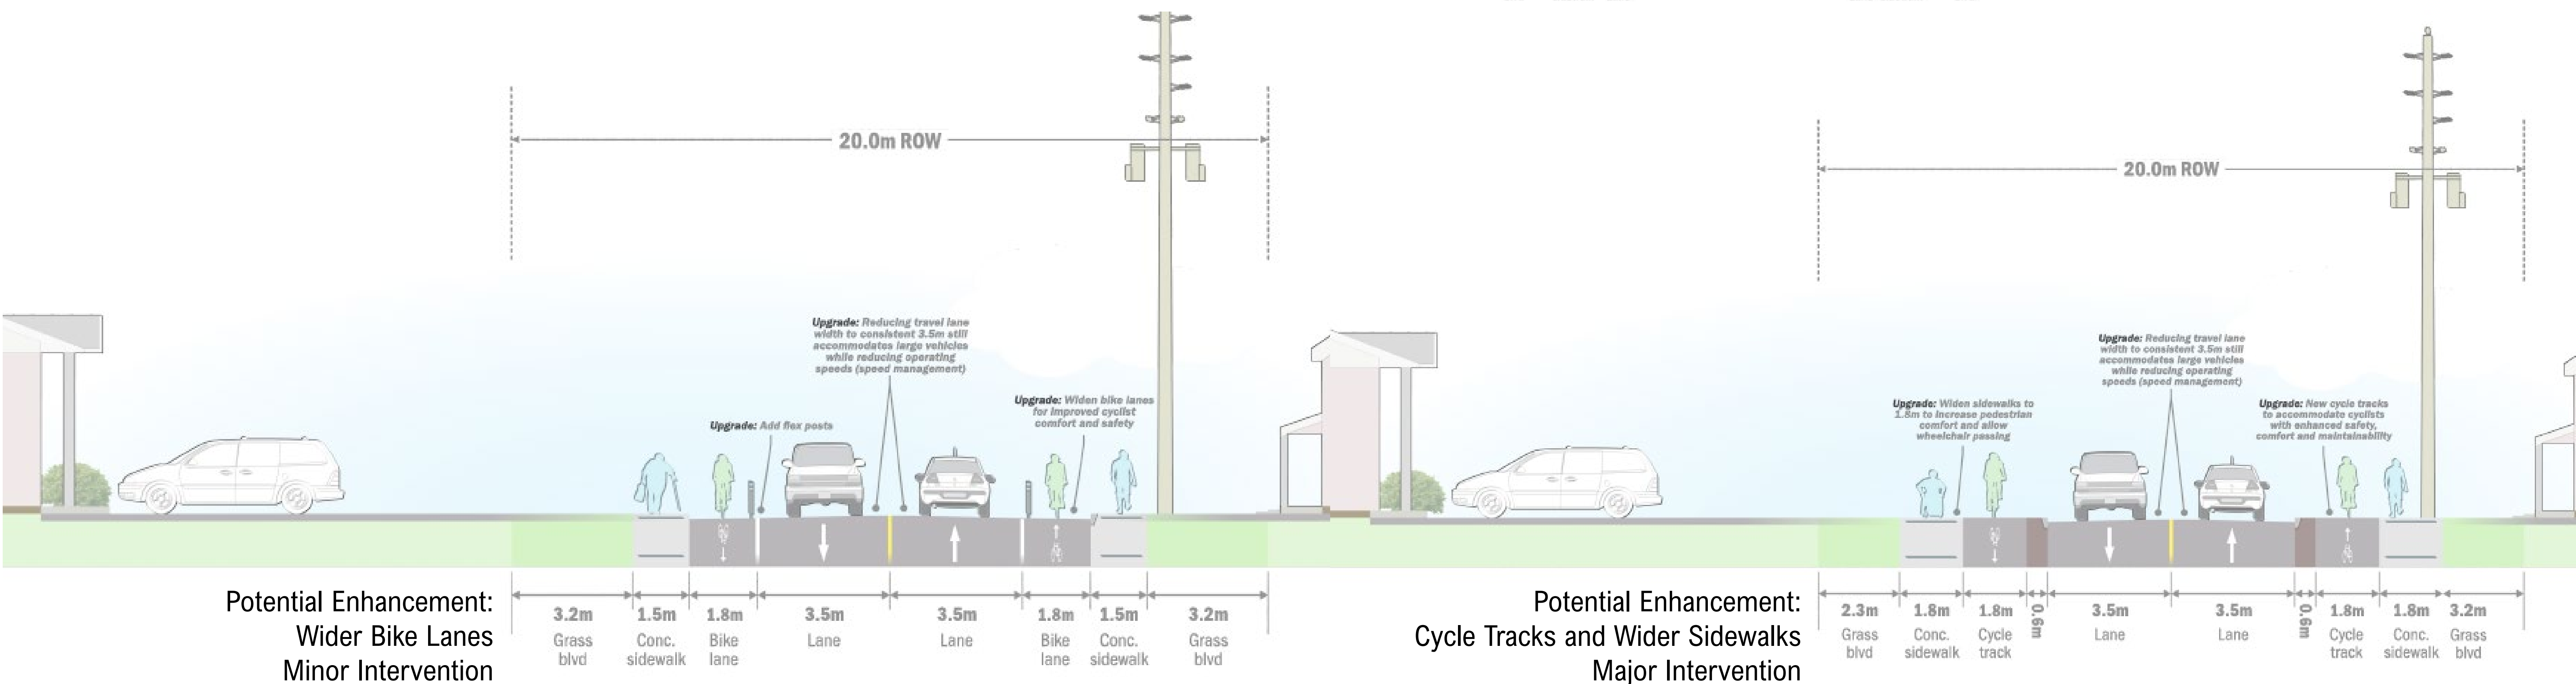 20.0m ROW
Upgrade: Reducing travel lane
width to consistent 3.5m still
accommodates large vehicles
while reducing operating
speeds (speed management)
Upgrade: Widen bike lanes
for improved cyclist
comfort and safety
Upgrade: Add flex posts
Potential Enhancement:
Wider Bike Lanes
Minor Intervention
3.2m
Grass
blvd
1.5m
Conc.
sidewalk
1.8m
Bike
lane
3.5m
Lane
3.5m
Lane
1.8m
Bike
lane
1.5m
Conc.
sidewalk
3.2m
Grass
blvd
20.0m ROW
Upgrade: Reducing travel lane
width to consistent 3.5m still
accommodates large vehicles
while reducing operating
speeds (speed management)
Upgrade: Widen sidewalks to
1.8m to increase pedestrian
comfort and allow
wheelchair passing
Upgrade: New cycle tracks
to accommodate cyclists
with enhanced safety,
comfort and maintainability
Potential Enhancement:
Cycle Tracks and Wider Sidewalks
Major Intervention
2.3m
Grass
blvd
1.8m
Conc.
sidewalk
1.8m
Cycle
track
0.6m
3.5m
Lane
3.5m
Lane
0.6m
1.8m
Cycle
track
1.8m
Conc.
sidewalk
3.2m
Grass
blvd